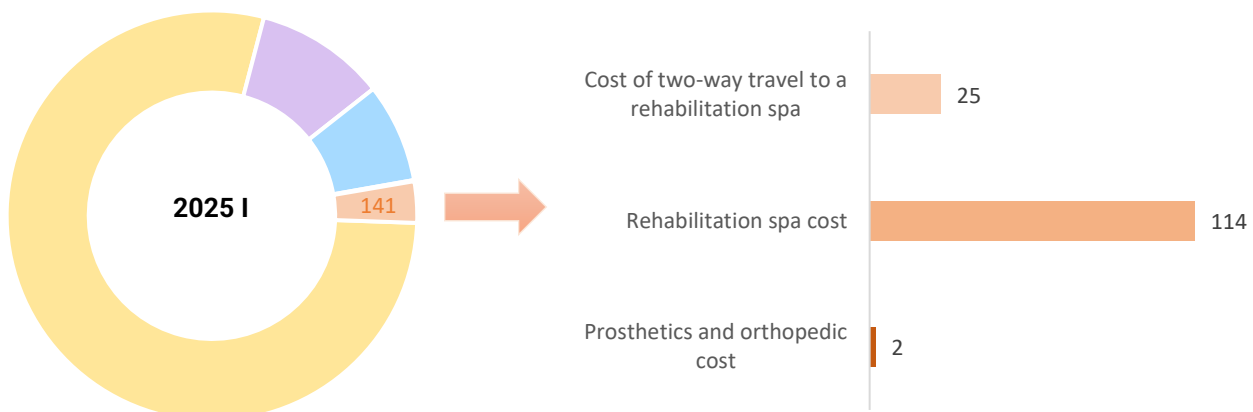 2025 I
141
Cost of two-way travel to a
rehabilitation spa
25
Rehabilitation spa cost
114
Prosthetics and orthopedic
cost
2